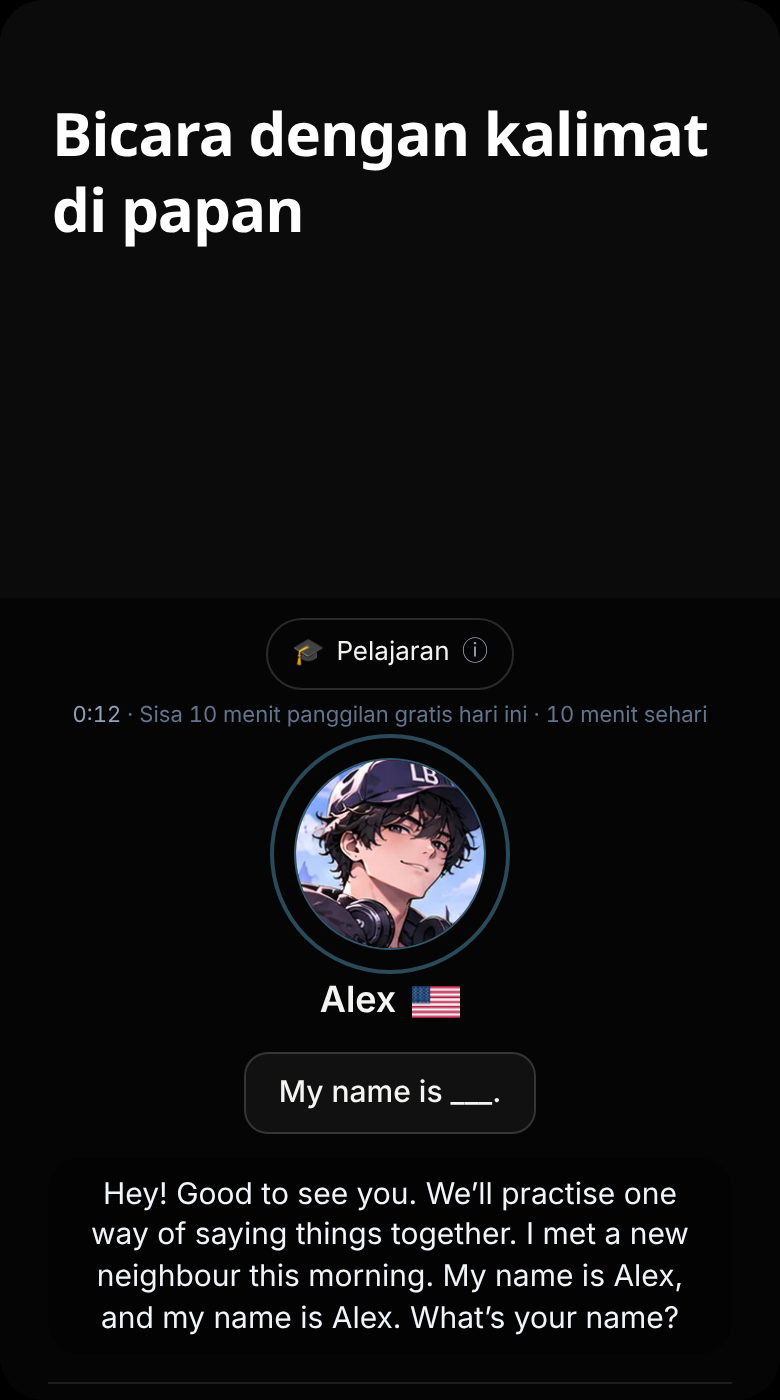 Bicara dengan kalimat
di papan
🎓 Pelajaran ⓘ
0:12 · Sisa 10 menit panggilan gratis hari ini · 10 menit sehari
LB
Alex 🇺🇸
My name is ___.
Hey! Good to see you. We’ll practise one
way of saying things together. I met a new
neighbour this morning. My name is Alex,
and my name is Alex. What’s your name?